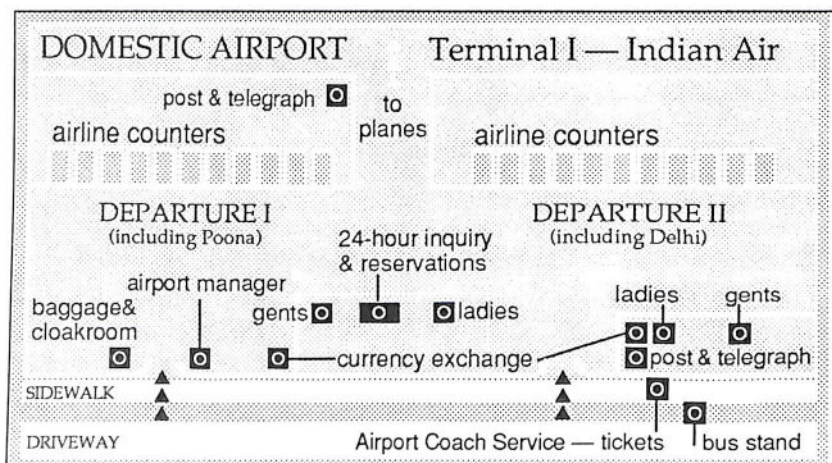 DOMESTIC AIRPORT
Terminal I — Indian Air
post & telegraph
to
planes
airline counters
airline counters
DEPARTURE I
(including Poona)
DEPARTURE II
(including Delhi)
24-hour inquiry
& reservations
airport manager
baggage&
cloakroom
gents
ladies
ladies
gents
currency exchange
post & telegraph
SIDEWALK
DRIVEWAY
Airport Coach Service — tickets
bus stand